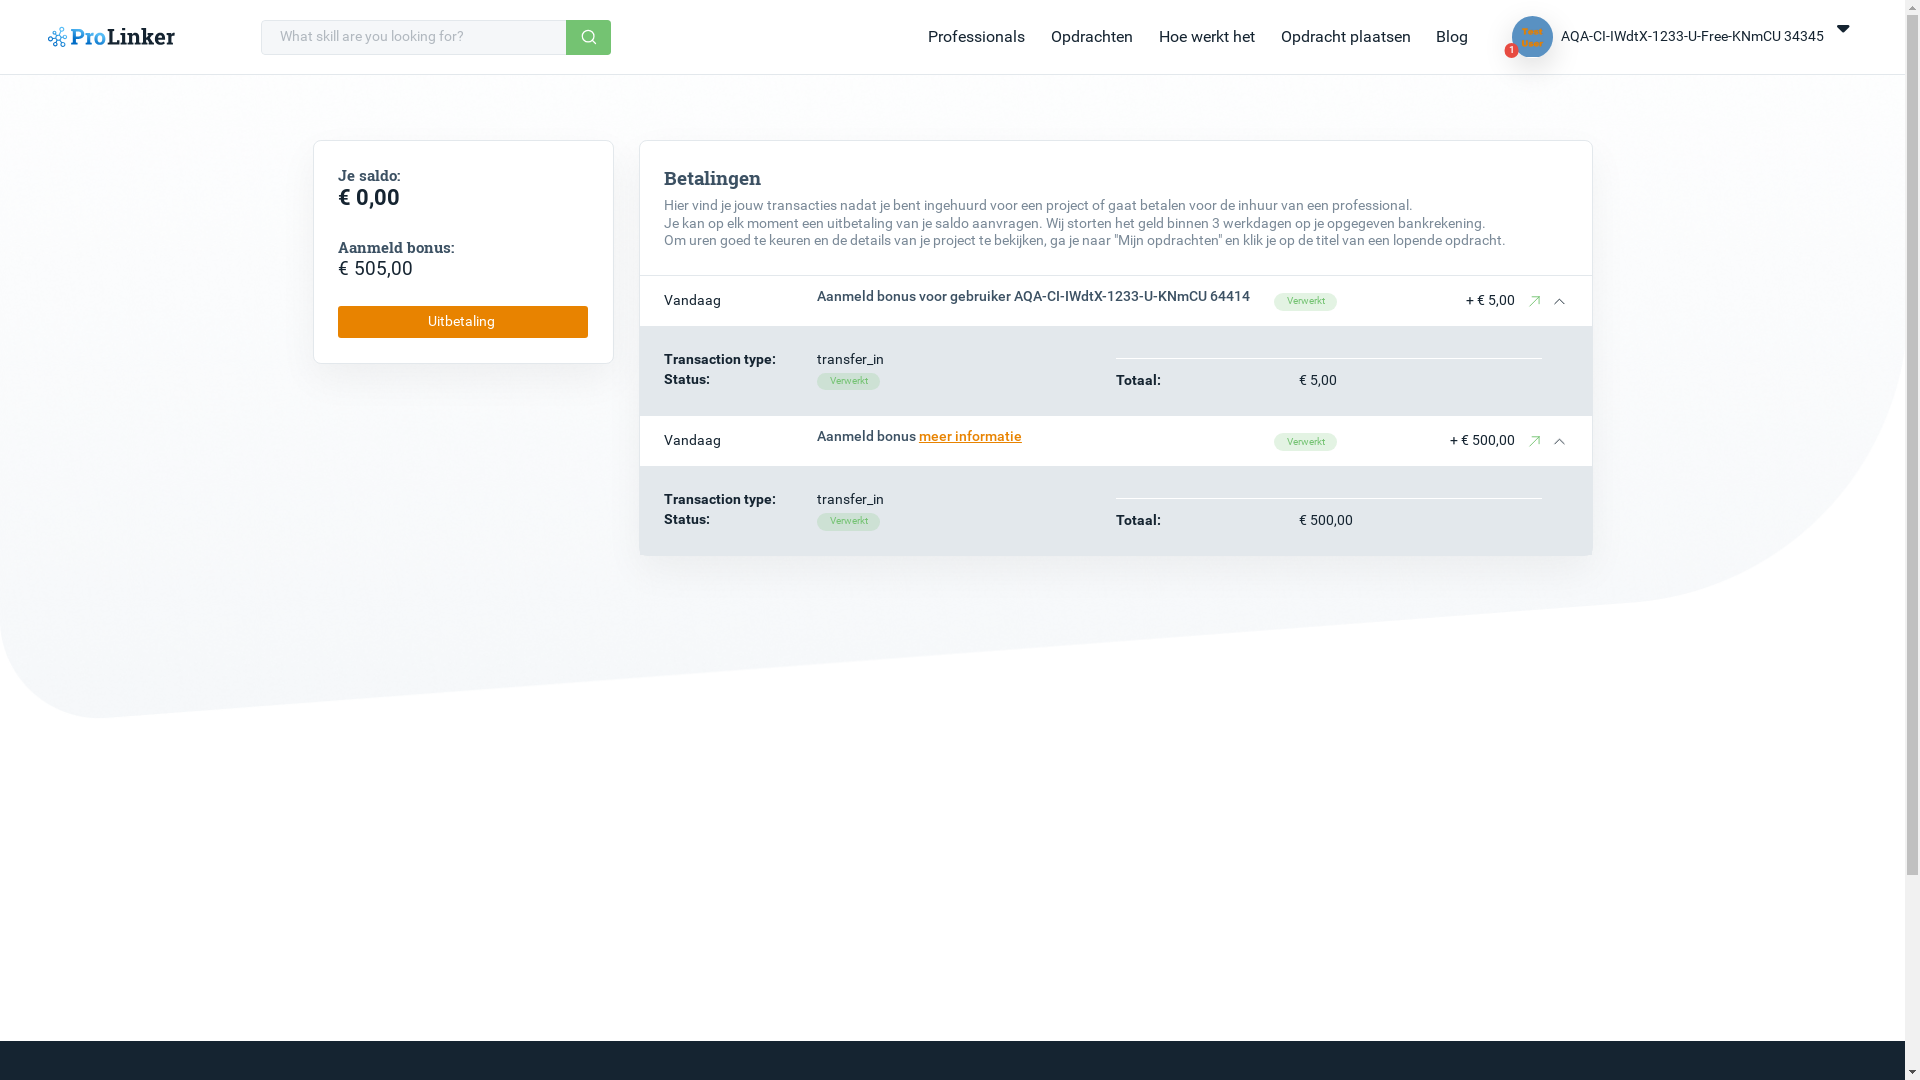 ProLinker
What skill are you looking for?
Professionals
Opdrachten
Hoe werkt het
Opdracht plaatsen
Blog
Test
User
1
AQA-CI-IWdtX-1233-U-Free-KNmCU 34345
Je saldo:
€ 0,00
Aanmeld bonus:
€ 505,00
Uitbetaling
Betalingen
Hier vind je jouw transacties nadat je bent ingehuurd voor een project of gaat betalen voor de inhuur van een professional.
Je kan op elk moment een uitbetaling van je saldo aanvragen. Wij storten het geld binnen 3 werkdagen op je opgegeven bankrekening.
Om uren goed te keuren en de details van je project te bekijken, ga je naar "Mijn opdrachten" en klik je op de titel van een lopende opdracht.
Vandaag Aanmeld bonus voor gebruiker AQA-CI-IWdtX-1233-U-KNmCU 64414 Verwerkt + € 5,00
Transaction type: transfer_in
Status: Verwerkt Totaal: € 5,00
Vandaag Aanmeld bonus meer informatie Verwerkt + € 500,00
Transaction type: transfer_in
Status: Verwerkt Totaal: € 500,00